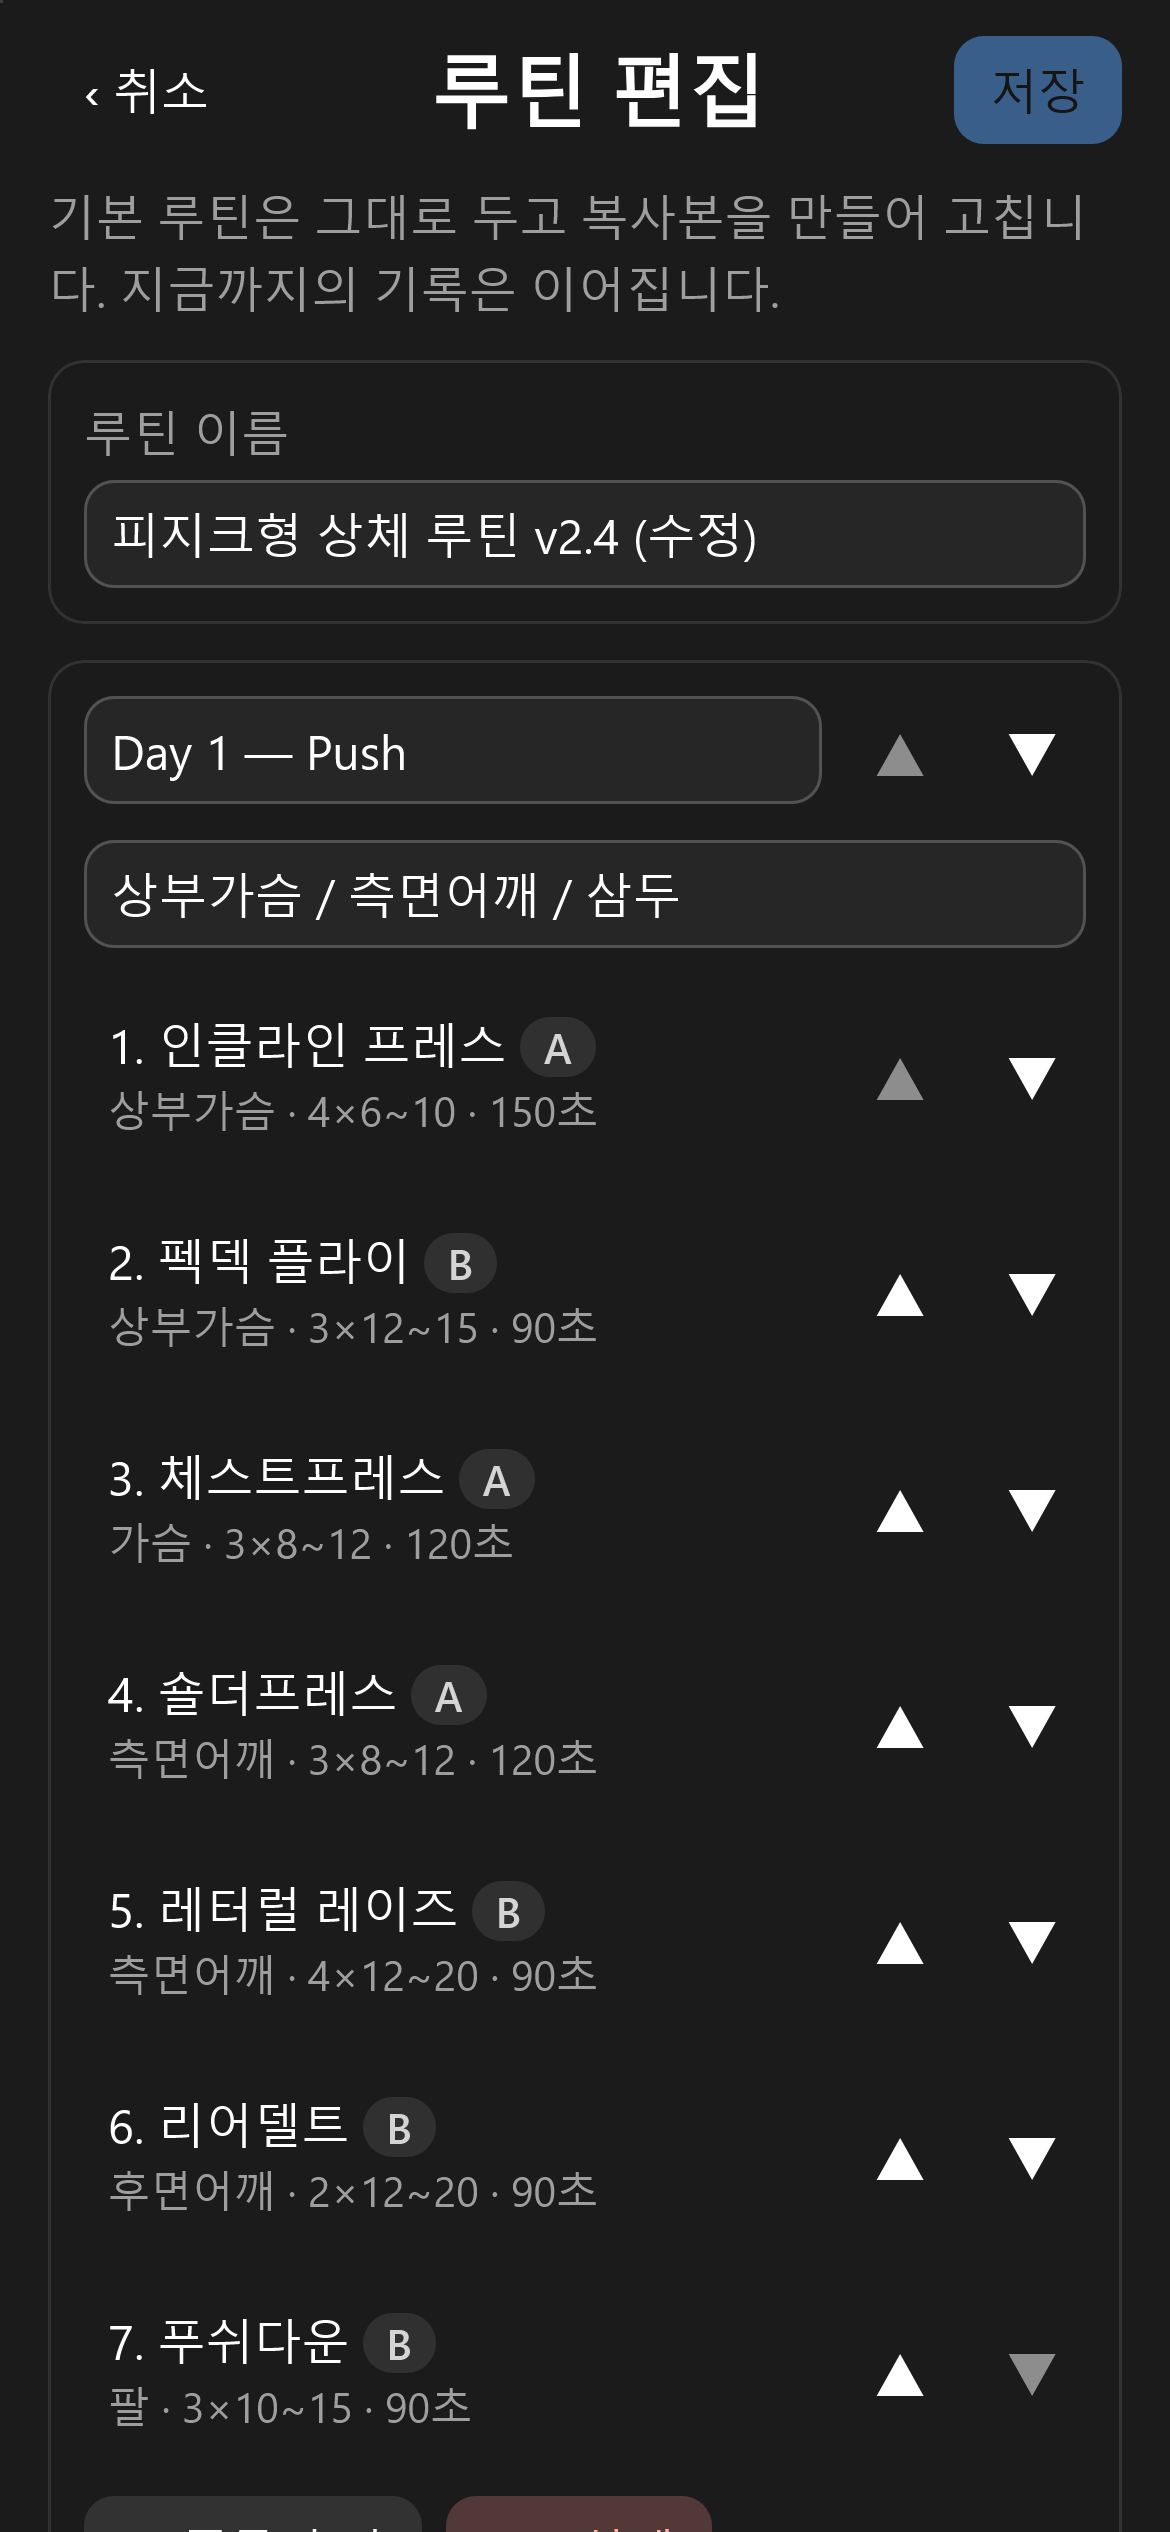 ‹ 취소
루틴 편집
저장
기본 루틴은 그대로 두고 복사본을 만들어 고칩니
다. 지금까지의 기록은 이어집니다.
루틴 이름
피지크형 상체 루틴 v2.4 (수정)
Day 1 — Push
▲ ▼
상부가슴 / 측면어깨 / 삼두
1. 인클라인 프레스 A
상부가슴 · 4×6~10 · 150초
▲ ▼
2. 펙덱 플라이 B
상부가슴 · 3×12~15 · 90초
▲ ▼
3. 체스트프레스 A
가슴 · 3×8~12 · 120초
▲ ▼
4. 숄더프레스 A
측면어깨 · 3×8~12 · 120초
▲ ▼
5. 레터럴 레이즈 B
측면어깨 · 4×12~20 · 90초
▲ ▼
6. 리어델트 B
후면어깨 · 2×12~20 · 90초
▲ ▼
7. 푸쉬다운 B
팔 · 3×10~15 · 90초
▲ ▼